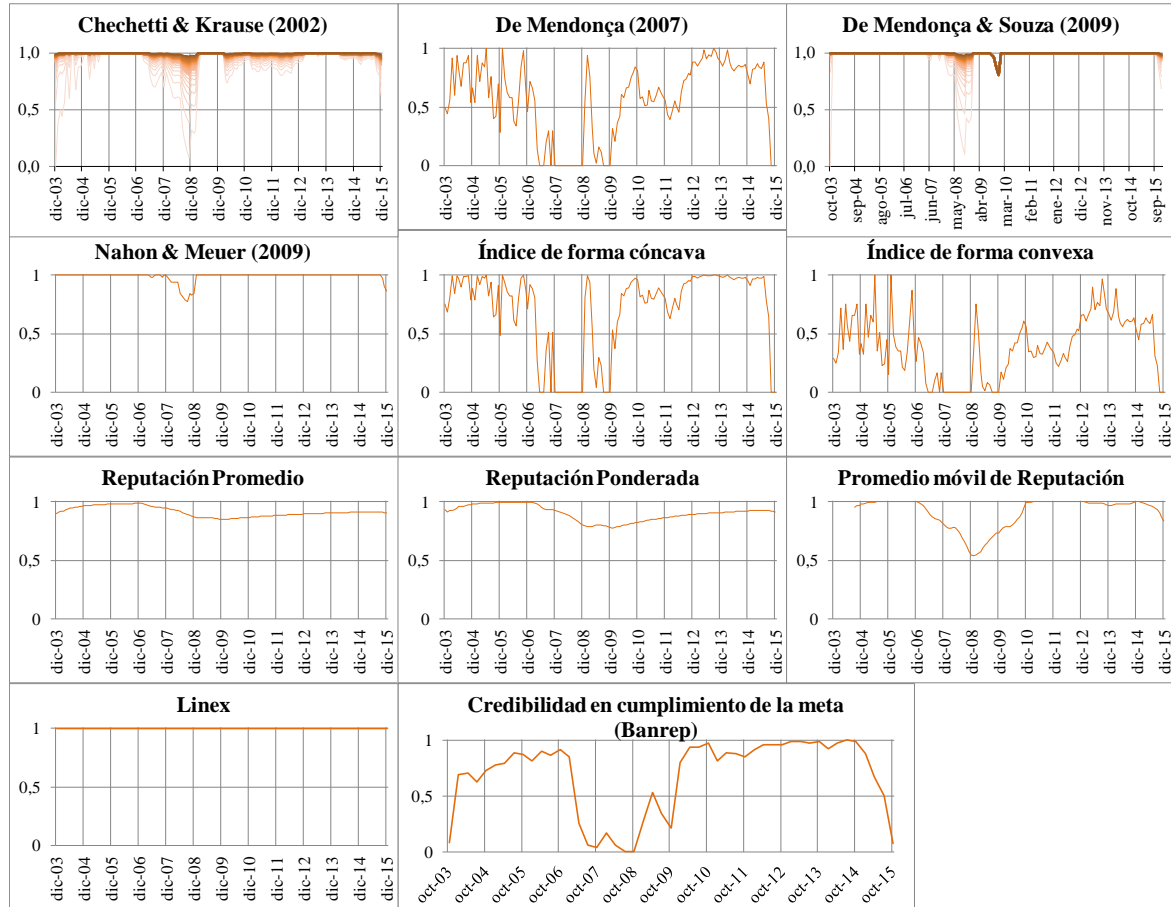 Chechetti & Krause (2002)
1,0
0,5
0,0
dic-03
dic-04
dic-05
dic-06
dic-07
dic-08
dic-09
dic-10
dic-11
dic-12
dic-13
dic-14
dic-15
De Mendonça (2007)
1
0,5
0
dic-03
dic-04
dic-05
dic-06
dic-07
dic-08
dic-09
dic-10
dic-11
dic-12
dic-13
dic-14
dic-15
De Mendonça & Souza (2009)
1,0
0,5
0,0
oct-03
sep-04
ago-05
jul-06
jun-07
may-08
abr-09
mar-10
feb-11
ene-12
dic-12
nov-13
oct-14
sep-15
Nahon & Meuer (2009)
1
0,5
0
dic-03
dic-04
dic-05
dic-06
dic-07
dic-08
dic-09
dic-10
dic-11
dic-12
dic-13
dic-14
dic-15
Índice de forma cóncava
1
0,5
0
dic-03
dic-04
dic-05
dic-06
dic-07
dic-08
dic-09
dic-10
dic-11
dic-12
dic-13
dic-14
dic-15
Índice de forma convexa
1
0,5
0
dic-03
dic-04
dic-05
dic-06
dic-07
dic-08
dic-09
dic-10
dic-11
dic-12
dic-13
dic-14
dic-15
Reputación Promedio
1
0,5
0
dic-03
dic-04
dic-05
dic-06
dic-07
dic-08
dic-09
dic-10
dic-11
dic-12
dic-13
dic-14
dic-15
Reputación Ponderada
1
0,5
0
dic-03
dic-04
dic-05
dic-06
dic-07
dic-08
dic-09
dic-10
dic-11
dic-12
dic-13
dic-14
dic-15
Promedio móvil de Reputación
1
0,5
0
dic-03
dic-04
dic-05
dic-06
dic-07
dic-08
dic-09
dic-10
dic-11
dic-12
dic-13
dic-14
dic-15
Linex
1
0,5
0
dic-03
dic-04
dic-05
dic-06
dic-07
dic-08
dic-09
dic-10
dic-11
dic-12
dic-13
dic-14
dic-15
Credibilidad en cumplimiento de la meta
(Banrep)
1
0,5
0
oct-03
oct-04
oct-05
oct-06
oct-07
oct-08
oct-09
oct-10
oct-11
oct-12
oct-13
oct-14
oct-15